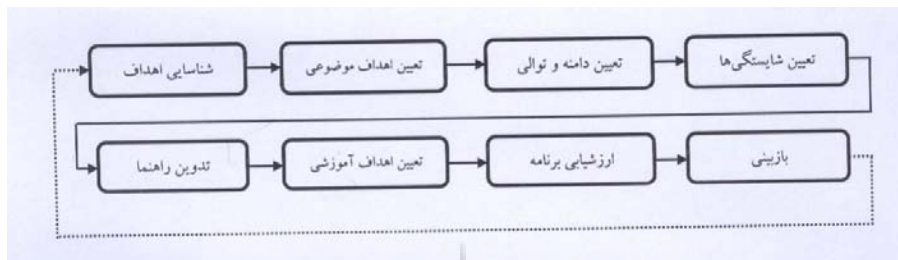 شناسایی اهداف
تعیین اهداف موضوعی
تعیین دامنه و توالی
تعیین شایستگی‌ها
تدوین راهنما
تعیین اهداف آموزشی
ارزشیابی برنامه
بازبینی